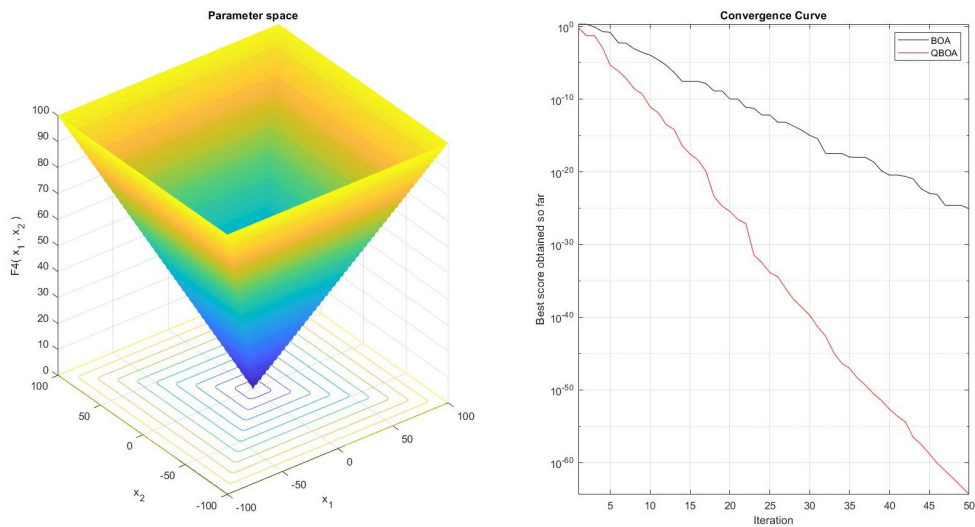 Parameter space
F4( x1 , x2 )
100
90
80
70
60
50
40
30
20
10
0
100
50
0
-50
-100
x2
-100
-50
0
50
100
x1
Convergence Curve
BOA
QBOA
Best score obtained so far
10^0
10^-10
10^-20
10^-30
10^-40
10^-50
10^-60
5 10 15 20 25 30 35 40 45 50
Iteration